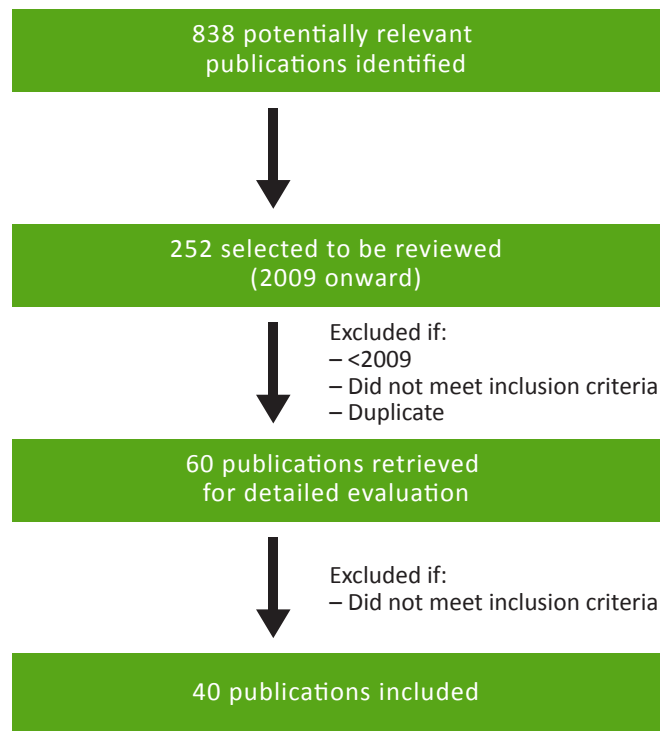 838 potentially relevant
publications identified
252 selected to be reviewed
(2009 onward)
Excluded if:
– <2009
– Did not meet inclusion criteria
– Duplicate
60 publications retrieved
for detailed evaluation
Excluded if:
– Did not meet inclusion criteria
40 publications included